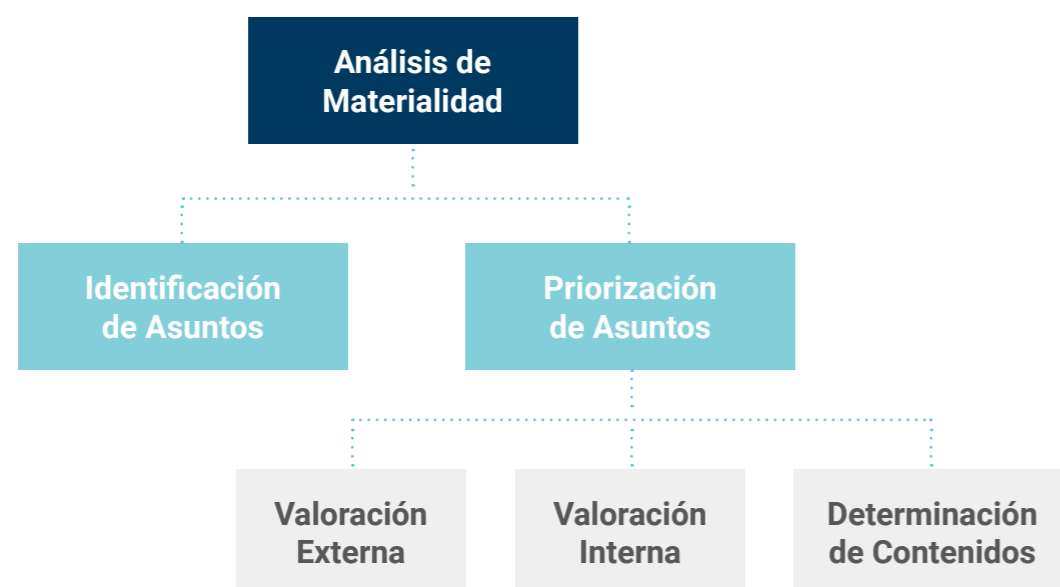 Análisis de
Materialidad
Identificación
de Asuntos
Priorización
de Asuntos
Valoración
Externa
Valoración
Interna
Determinación
de Contenidos